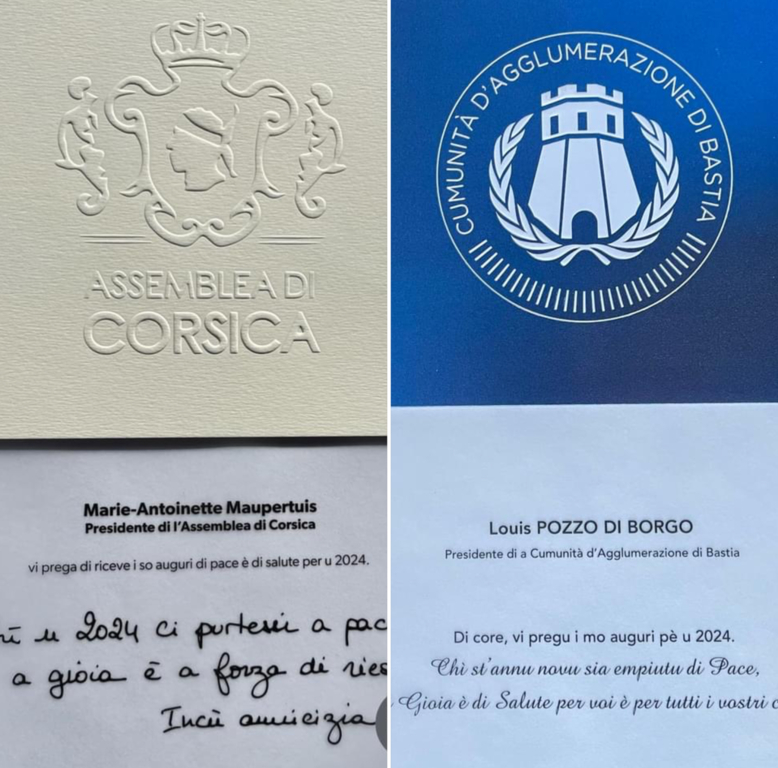 ASSEMBLEA DI
CORSICA
Marie-Antoinette Maupertuis
Presidente di l'Assemblea di Corsica
vi prega di riceve i so auguri di pace è di salute per u 2024.
u 2024 ci a
a gioia è a forza di
Incù amicizia
CUMUNITÀ D'AGGLUMERAZIONE DI BASTIA
Louis POZZO DI BORGO
Presidente di a Cumunità d'Agglumerazione di Bastia
Di core, vi pregu i mo auguri pè u 2024.
Chì st'annu novu sia empiutu di Pace,
Gioia è di Salute per voi è per tutti i vostri